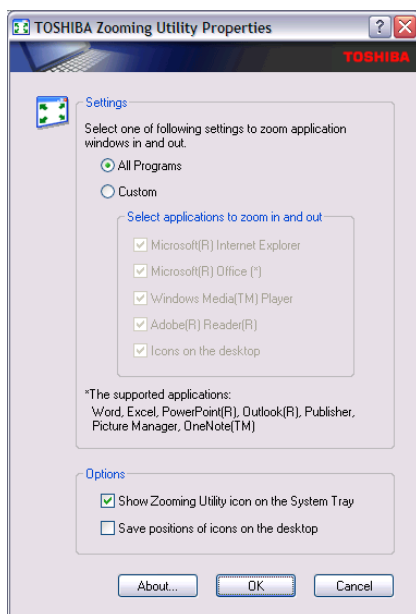 TOSHIBA Zooming Utility Properties
TOSHIBA
Settings
Select one of following settings to zoom application
windows in and out.
All Programs
Custom
Select applications to zoom in and out
Microsoft(R) Internet Explorer
Microsoft(R) Office (*)
Windows Media(TM) Player
Adobe(R) Reader(R)
Icons on the desktop
*The supported applications:
Word, Excel, PowerPoint(R), Outlook(R), Publisher,
Picture Manager, OneNote(TM)
Options
Show Zooming Utility icon on the System Tray
Save positions of icons on the desktop
About... OK Cancel